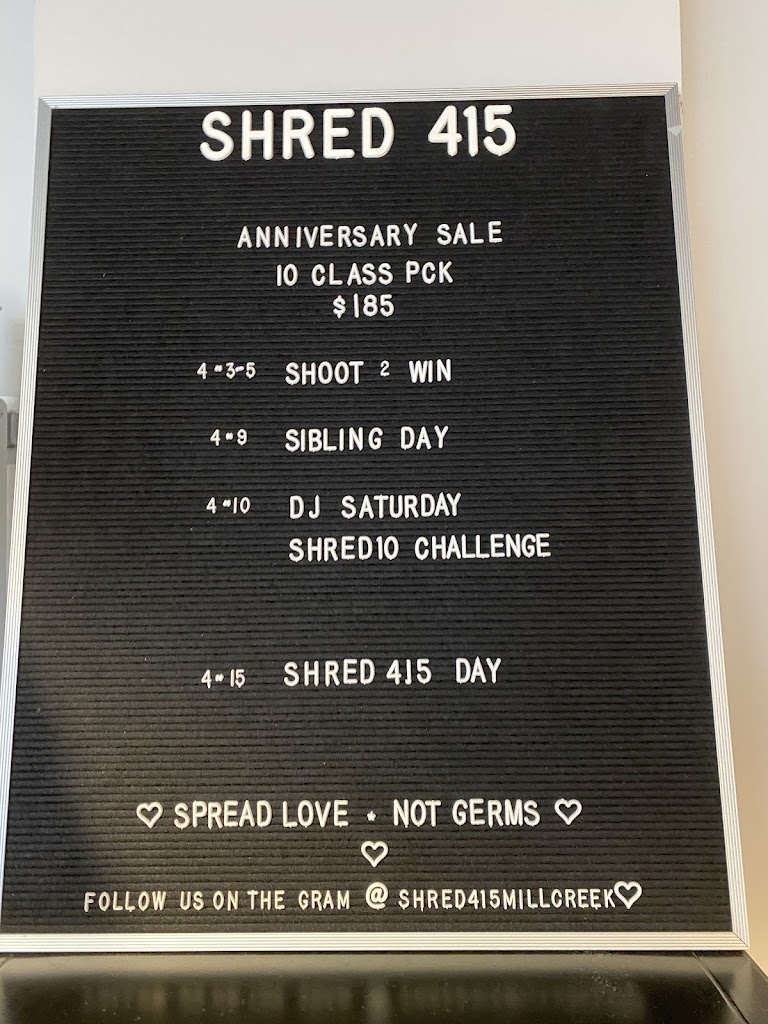 SHRED 415
ANNIVERSARY SALE
10 CLASS PCK
$185
4-3-5 SHOOT 2 WIN
4-9 SIBLING DAY
4-10 DJ SATURDAY
SHRED10 CHALLENGE
4-15 SHRED 415 DAY
♡ SPREAD LOVE • NOT GERMS ♡
♡
FOLLOW US ON THE GRAM @ SHRED415MILLCREEK♡